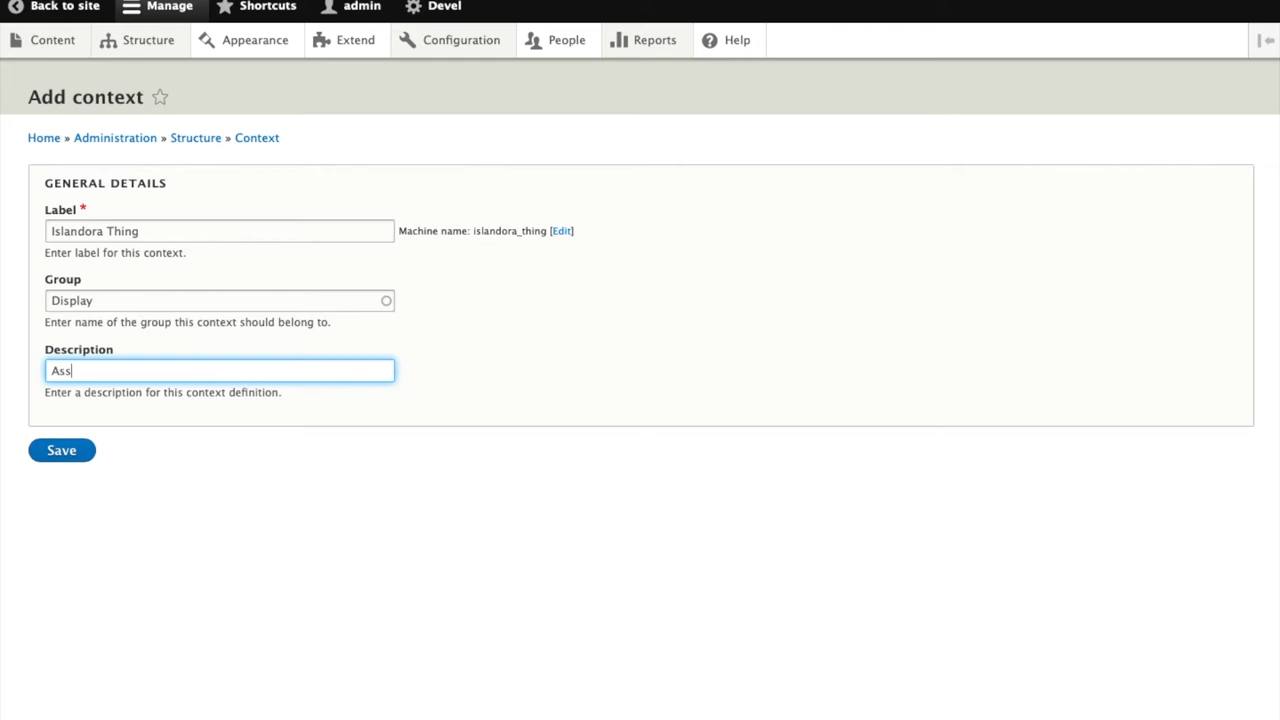 Back to site Manage Shortcuts admin Devel
Content Structure Appearance Extend Configuration People Reports Help
Add context
Home » Administration » Structure » Context
GENERAL DETAILS
Label *
Islandora Thing Machine name: islandora_thing [Edit]
Enter label for this context.
Group
Display
Enter name of the group this context should belong to.
Description
Ass
Enter a description for this context definition.
Save